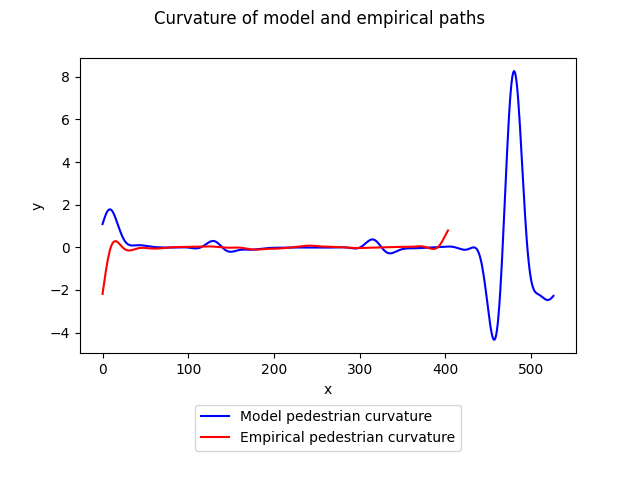 Curvature of model and empirical paths
8
6
4
2
0
−2
−4
y
0 100 200 300 400 500
x
Model pedestrian curvature
Empirical pedestrian curvature